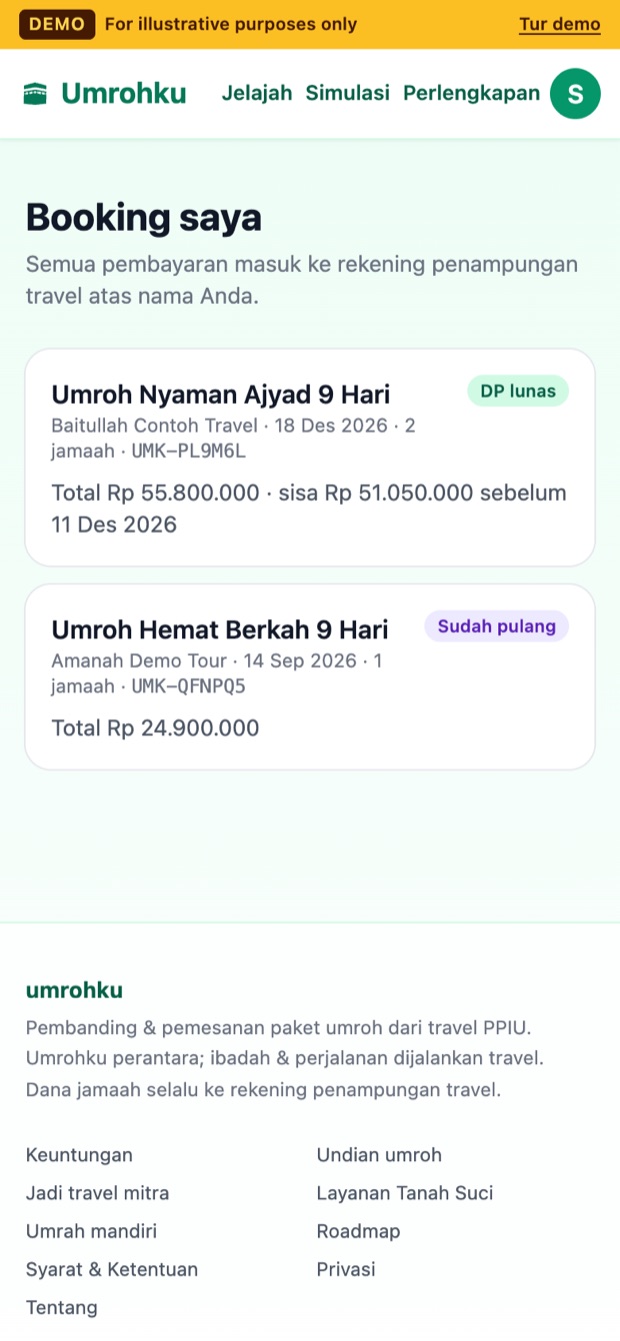 DEMO For illustrative purposes only Tur demo
Umrohku Jelajah Simulasi Perlengkapan S
Booking saya
Semua pembayaran masuk ke rekening penampungan
travel atas nama Anda.
Umroh Nyaman Ajyad 9 Hari DP lunas
Baitullah Contoh Travel · 18 Des 2026 · 2
jamaah · UMK-PL9M6L
Total Rp 55.800.000 · sisa Rp 51.050.000 sebelum
11 Des 2026
Umroh Hemat Berkah 9 Hari Sudah pulang
Amanah Demo Tour · 14 Sep 2026 · 1
jamaah · UMK-QFNPQ5
Total Rp 24.900.000
umrohku
Pembanding & pemesanan paket umroh dari travel PPIU.
Umrohku perantara; ibadah & perjalanan dijalankan travel.
Dana jamaah selalu ke rekening penampungan travel.
Keuntungan Undian umroh
Jadi travel mitra Layanan Tanah Suci
Umrah mandiri Roadmap
Syarat & Ketentuan Privasi
Tentang